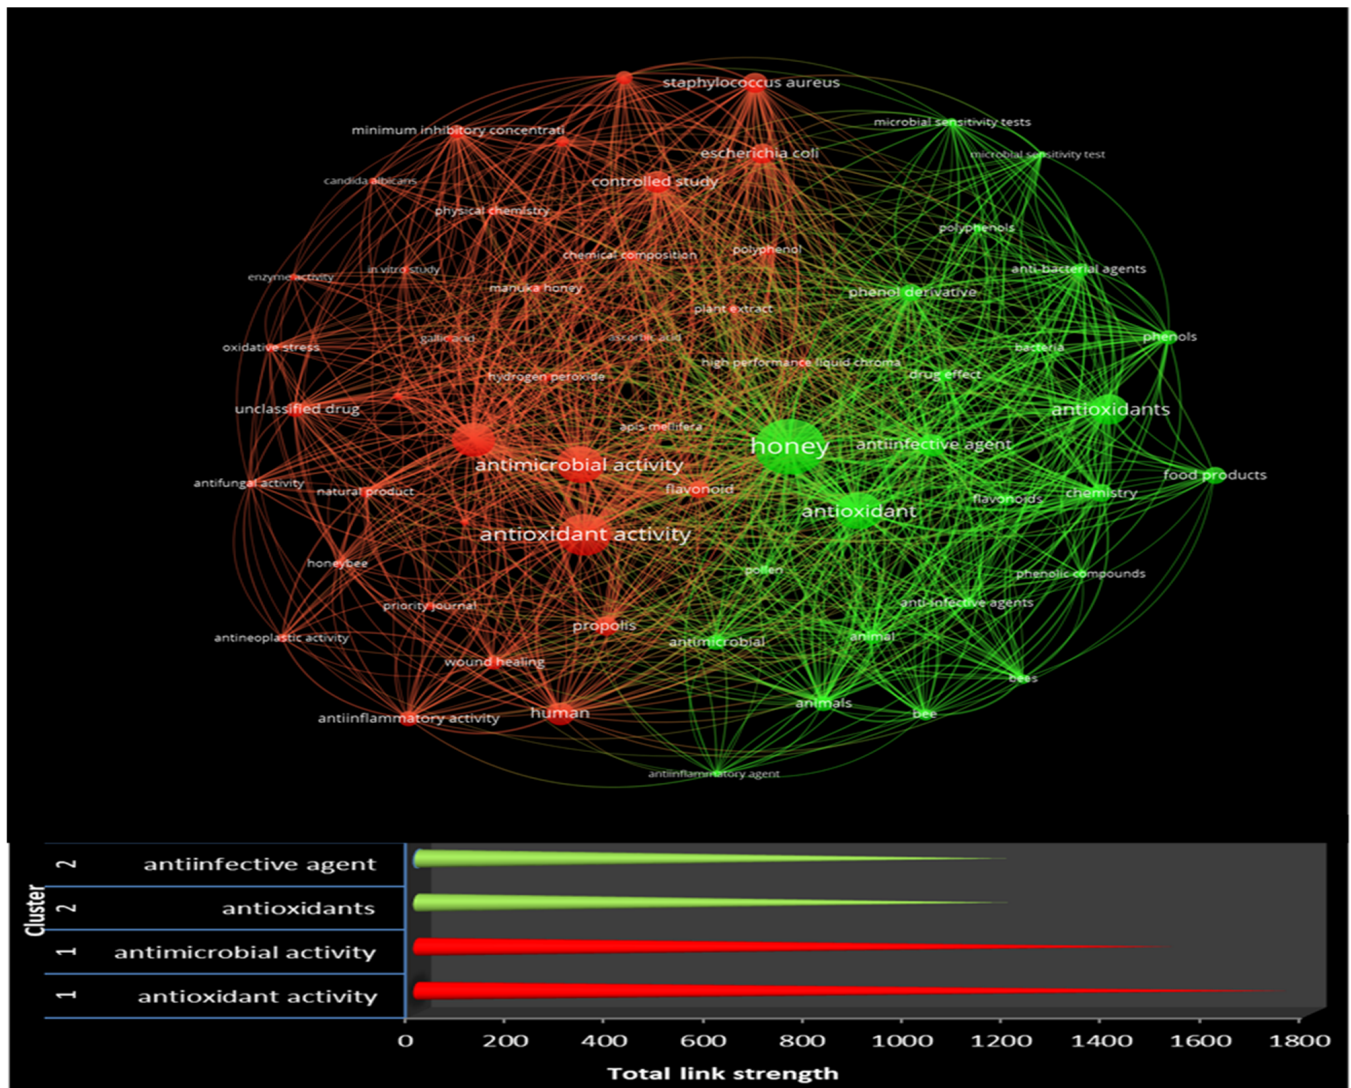 staphylococcus aureus
microbial sensitivity tests
minimum inhibitory concentrati
escherichia coli
microbial sensitivity test
candida albicans
controlled study
physical chemistry
polyphenols
chemical composition
polyphenol
enzyme activity
in vitro study
anti-bacterial agents
manuka honey
phenol derivative
plant extract
gallic acid
ascorbic acid
phenols
oxidative stress
bacteria
high performance liquid chroma
hydrogen peroxide
drug effect
unclassified drug
antioxidants
apis mellifera
honey
antiinfective agent
antimicrobial activity
food products
antifungal activity
natural product
flavonoid
flavonoids
chemistry
antioxidant
antioxidant activity
honeybee
pollen
phenolic compounds
priority journal
anti-infective agents
propolis
antineoplastic activity
antimicrobial
animal
wound healing
bees
antiinflammatory activity
human
animals
bee
antiinflammatory agent
Cluster
2 antiinfective agent
2 antioxidants
1 antimicrobial activity
1 antioxidant activity
0 200 400 600 800 1000 1200 1400 1600 1800
Total link strength